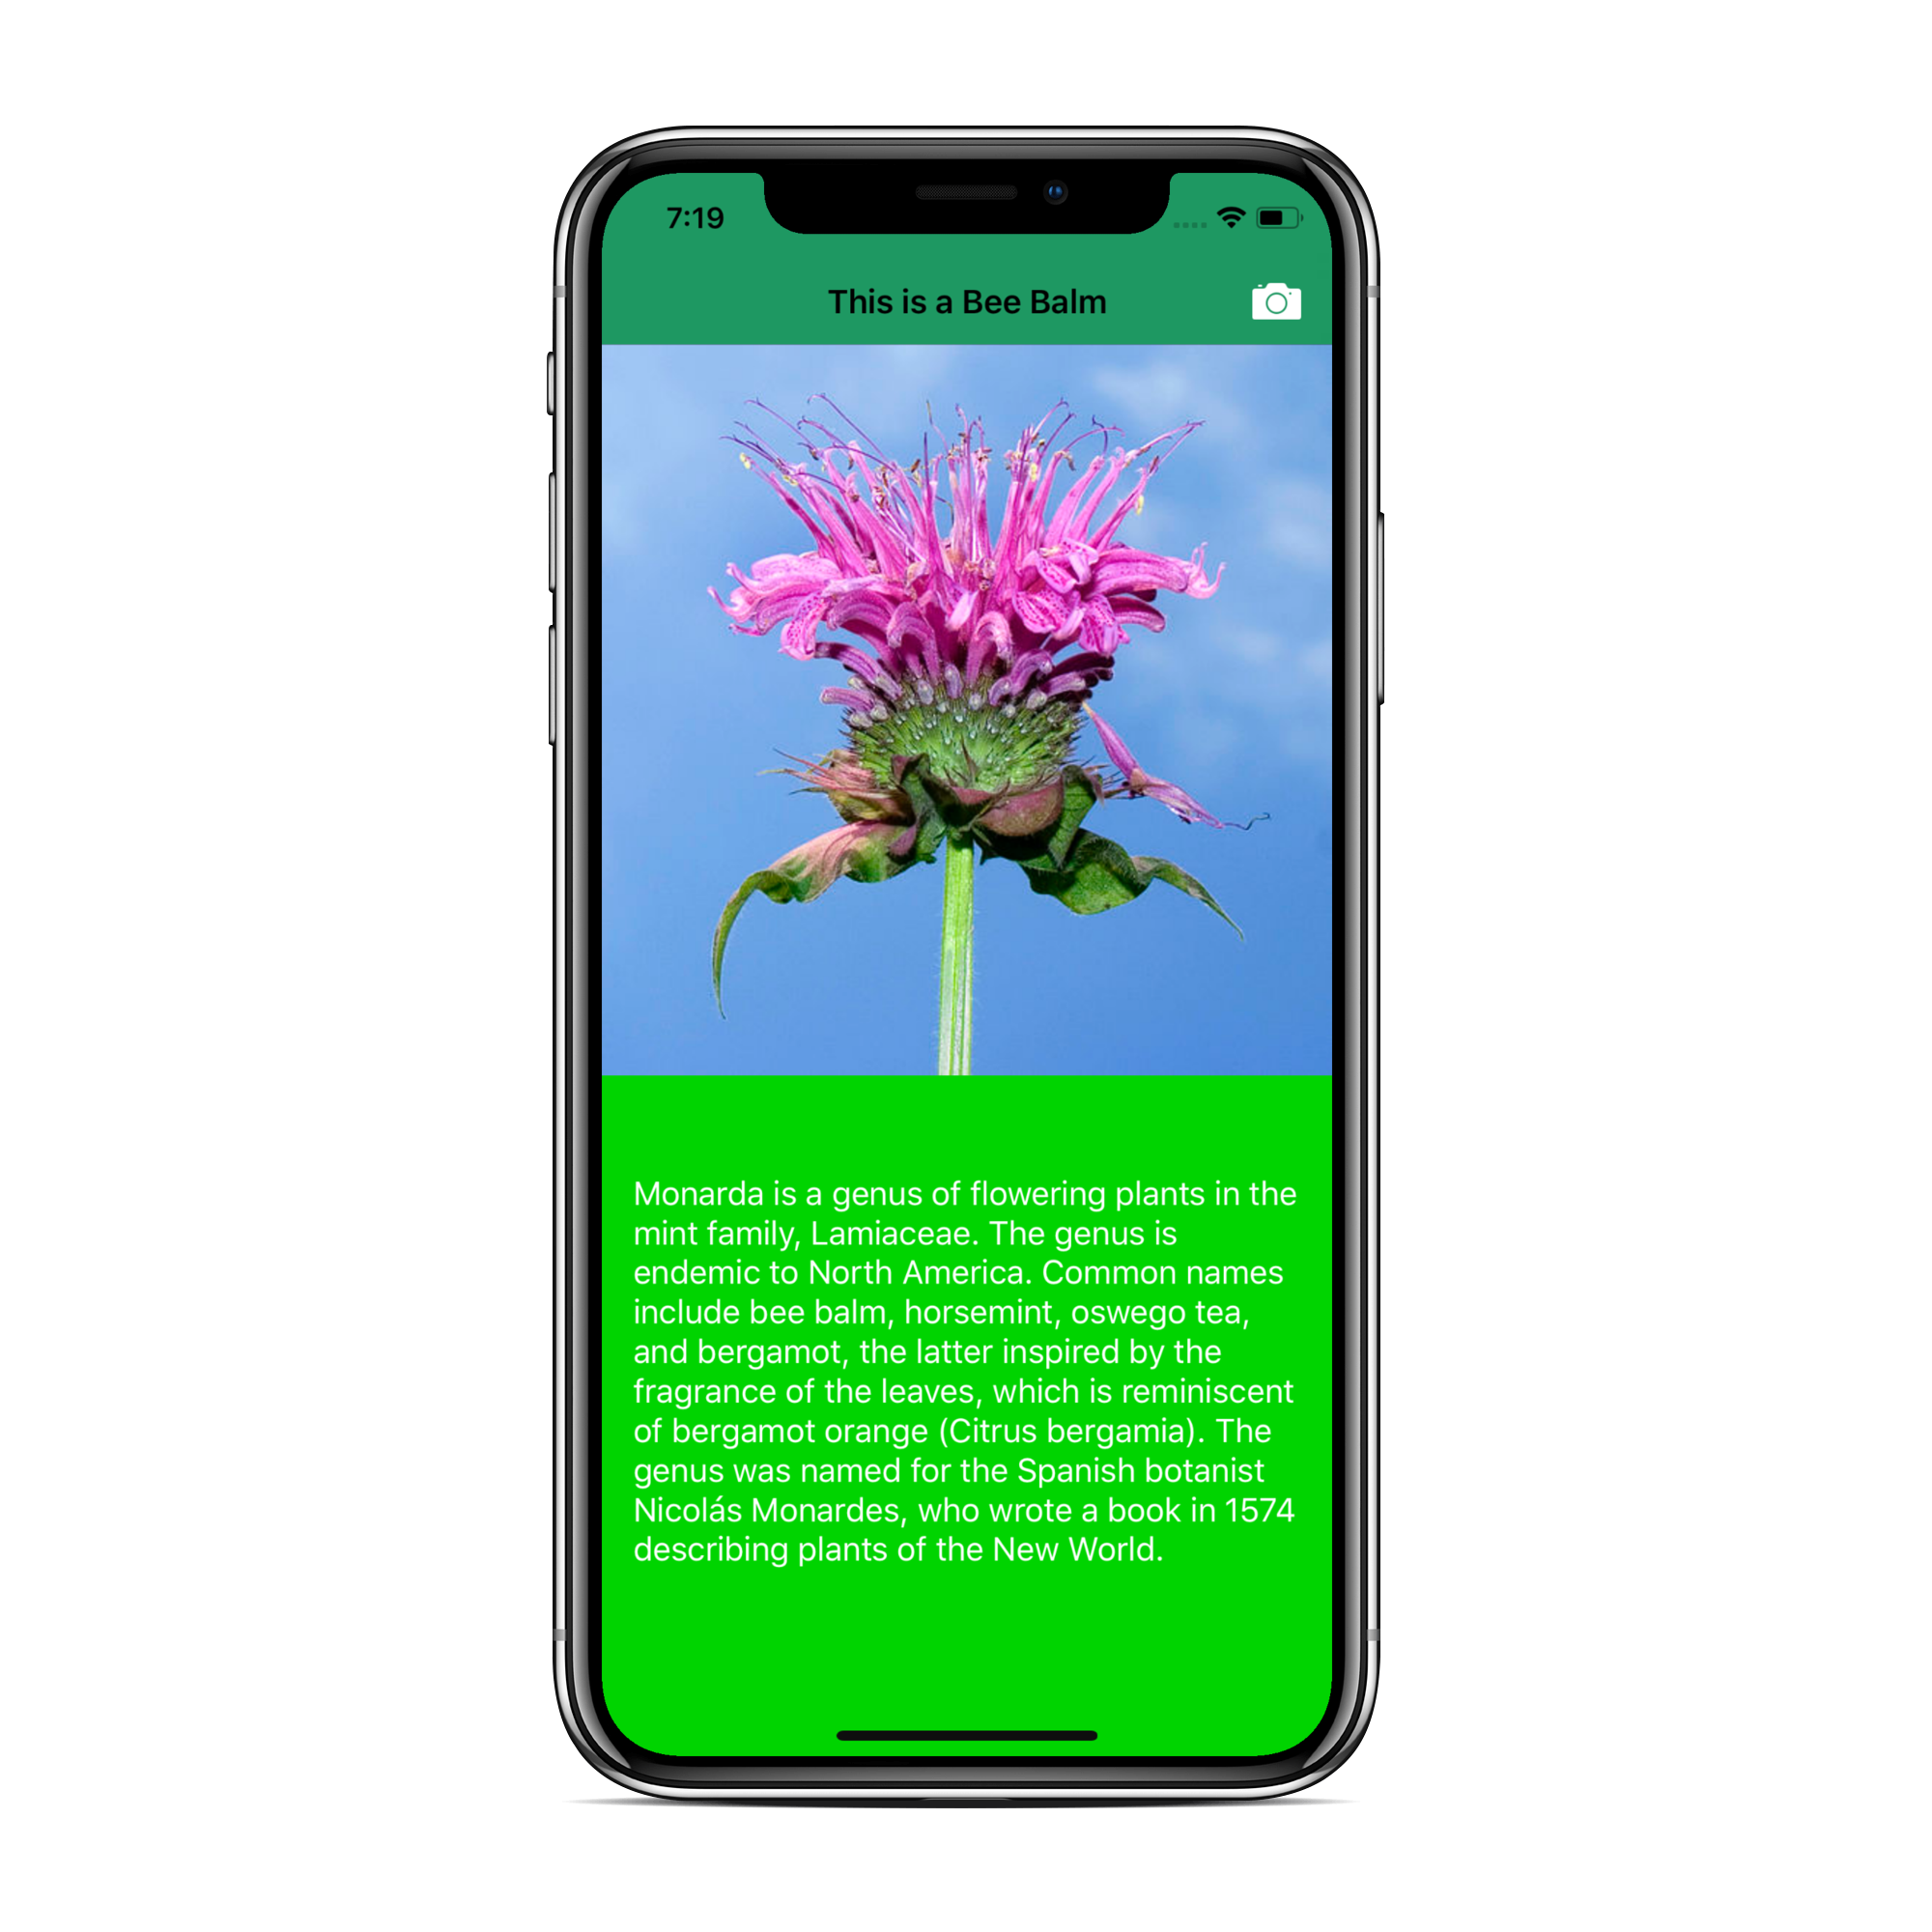 7:19
This is a Bee Balm
Monarda is a genus of flowering plants in the
mint family, Lamiaceae. The genus is
endemic to North America. Common names
include bee balm, horsemint, oswego tea,
and bergamot, the latter inspired by the
fragrance of the leaves, which is reminiscent
of bergamot orange (Citrus bergamia). The
genus was named for the Spanish botanist
Nicolás Monardes, who wrote a book in 1574
describing plants of the New World.